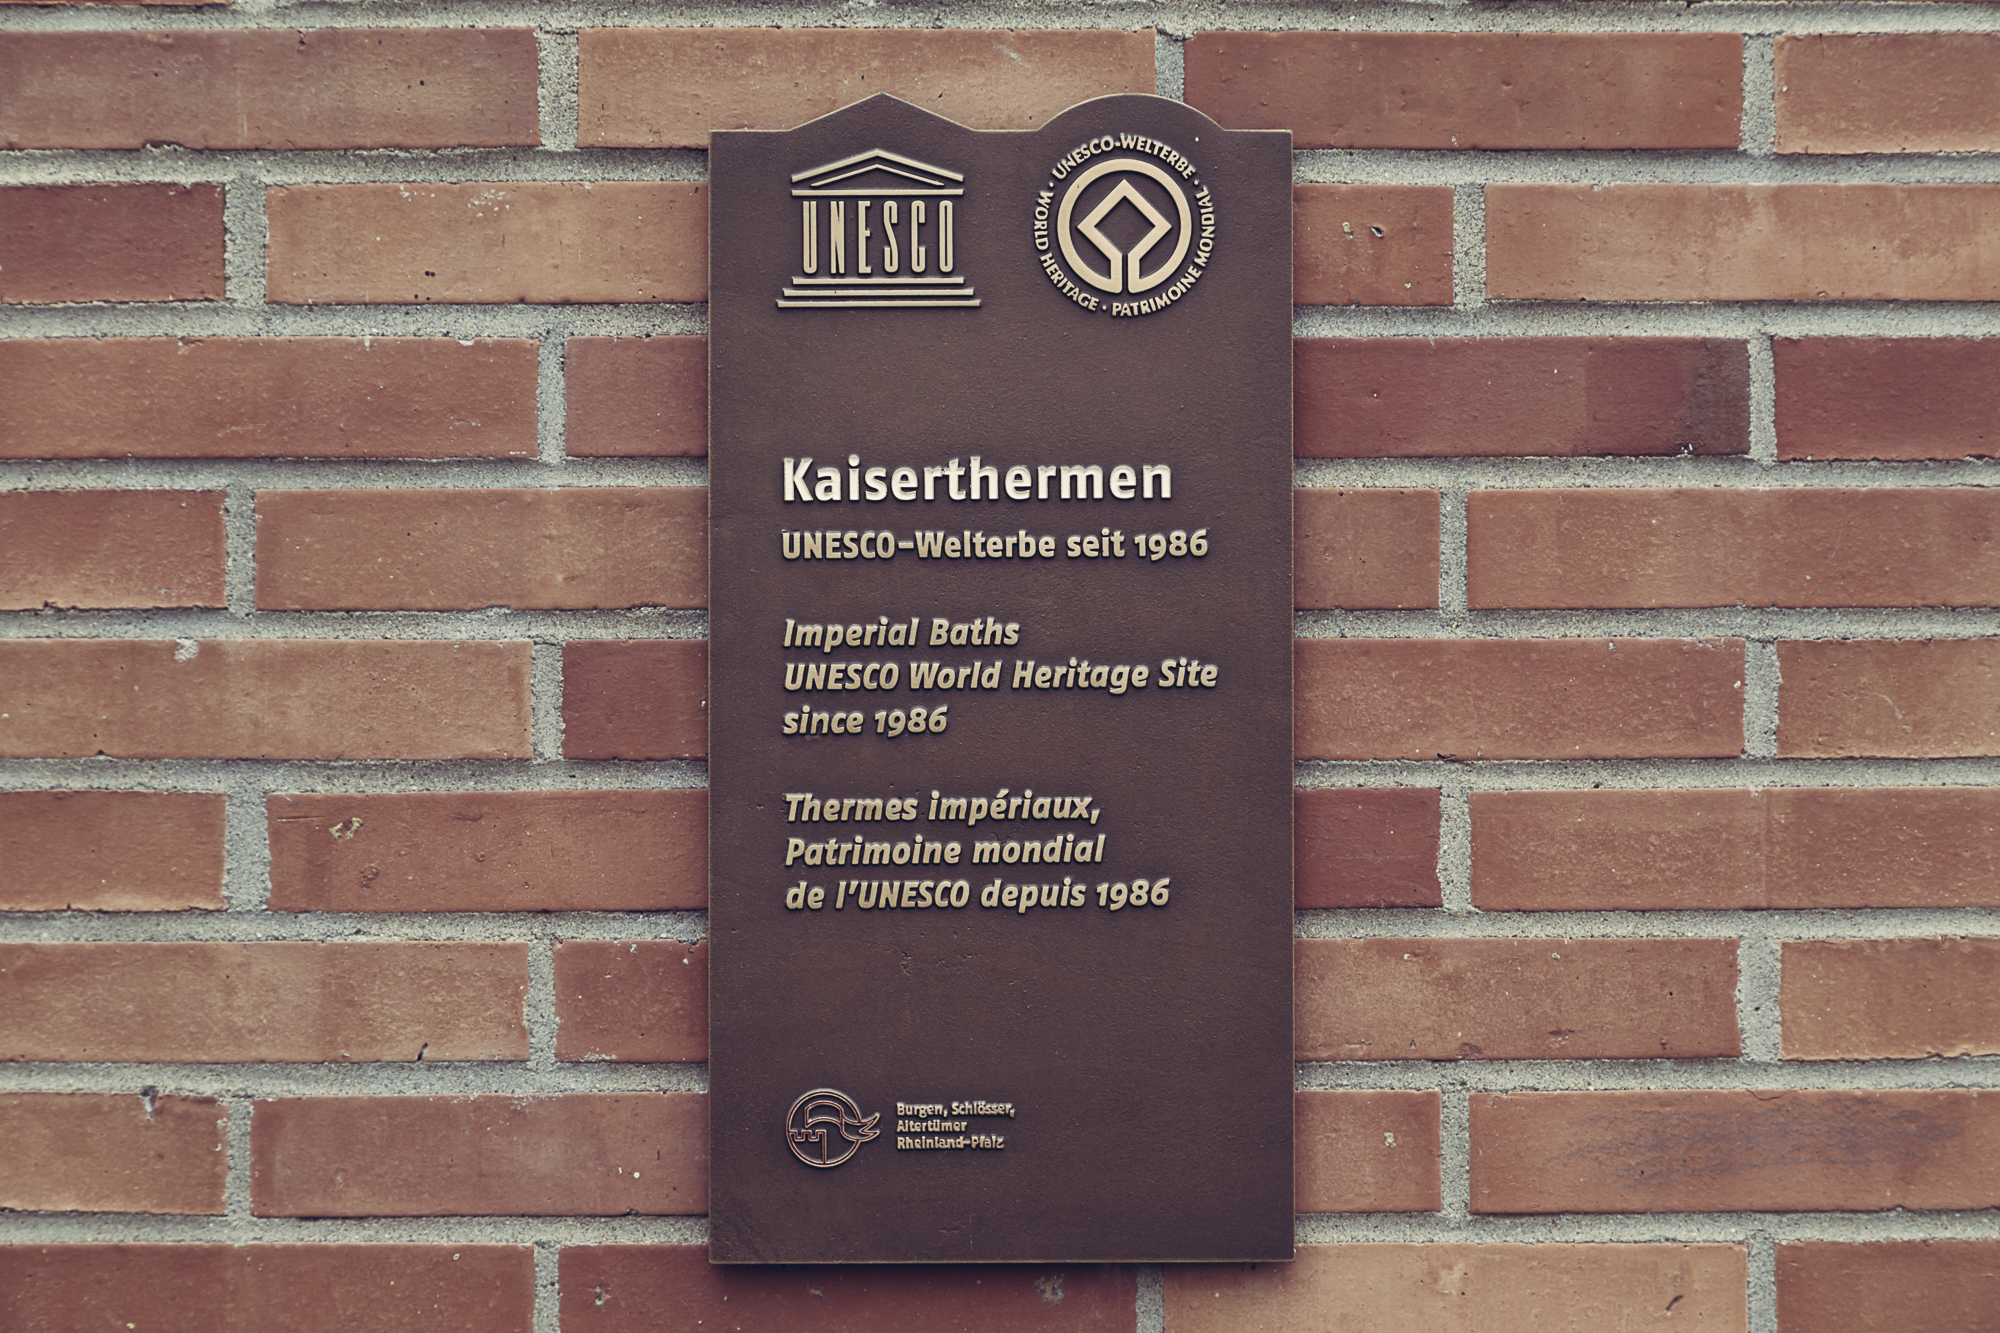 UNESCO
UNESCO-WELTERBE · PATRIMOINE MONDIAL · WORLD HERITAGE ·
Kaiserthermen
UNESCO-Welterbe seit 1986
Imperial Baths
UNESCO World Heritage Site
since 1986
Thermes impériaux,
Patrimoine mondial
de l'UNESCO depuis 1986
Burgen, Schlösser,
Altertümer
Rheinland-Pfalz